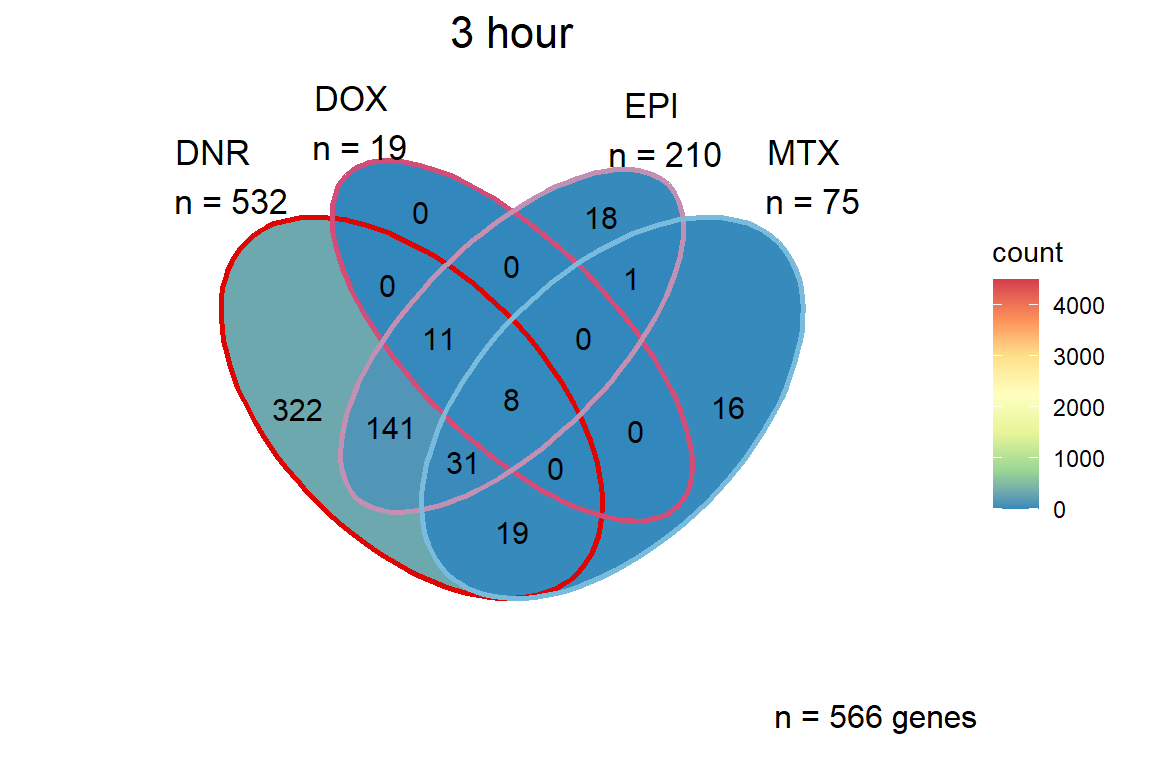 3 hour
DOX
n = 19
EPI
n = 210
DNR
n = 532
MTX
n = 75
0
18
0
1
0
11
0
322
141
8
0
16
31
0
19
count
4000
3000
2000
1000
0
n = 566 genes